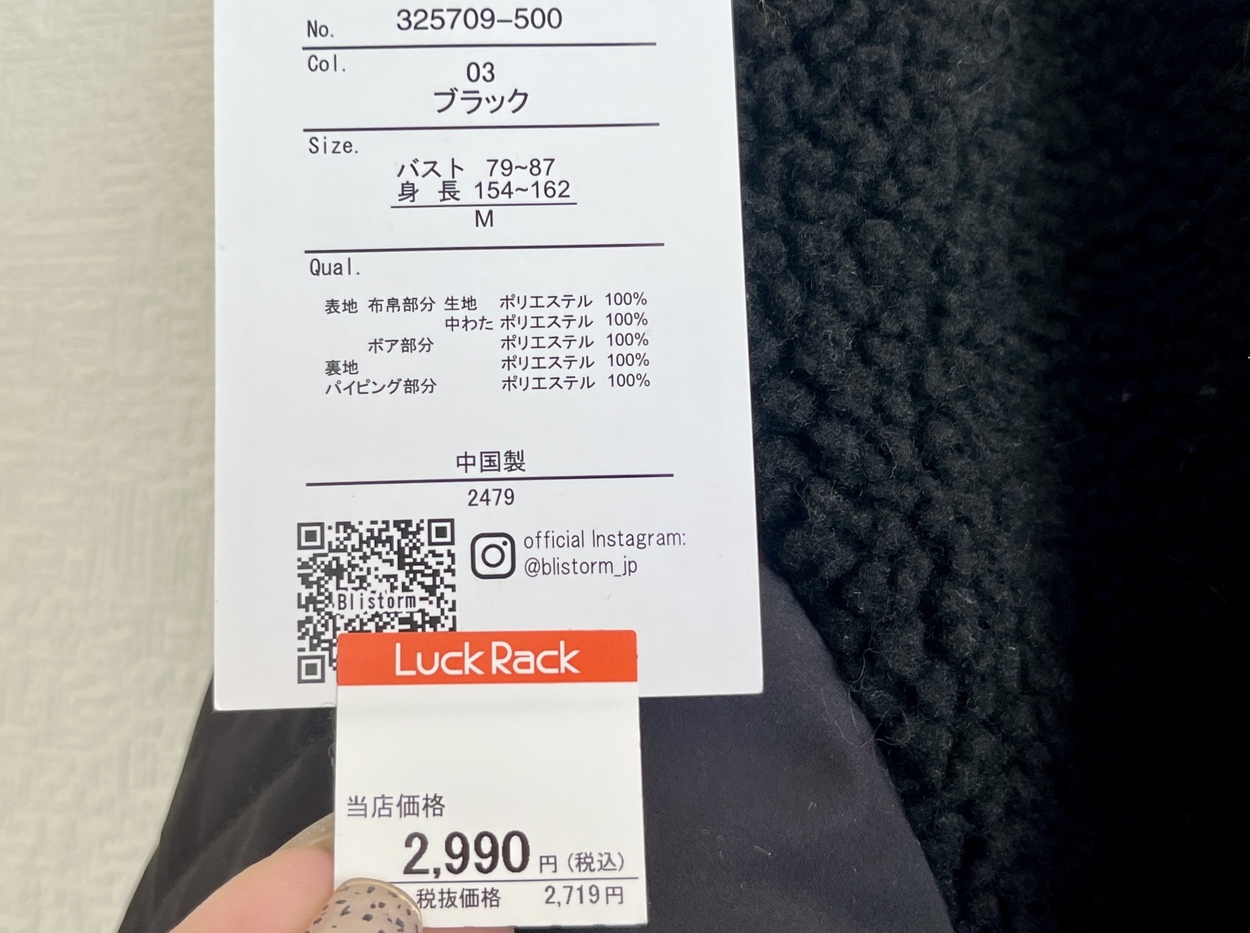 No. 325709-500
Col.
03
ブラック
Size.
バスト 79~87
身 長 154~162
M
Qual.
表地 布帛部分 生地 ポリエステル 100%
中わた ポリエステル 100%
ボア部分 ポリエステル 100%
裏地 ポリエステル 100%
パイピング部分 ポリエステル 100%
中国製
2479
official Instagram:
@blistorm_jp
Blistorm
Luck Rack
当店価格
2,990 円 (税込)
税抜価格 2,719円